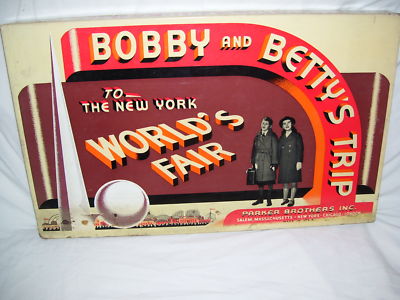 BOBBY AND BETTY'S TRIP
TO
THE NEW YORK
WORLD'S
FAIR
PARKER BROTHERS INC.
SALEM, MASSACHUSETTS · NEW YORK · CHICAGO · LONDON